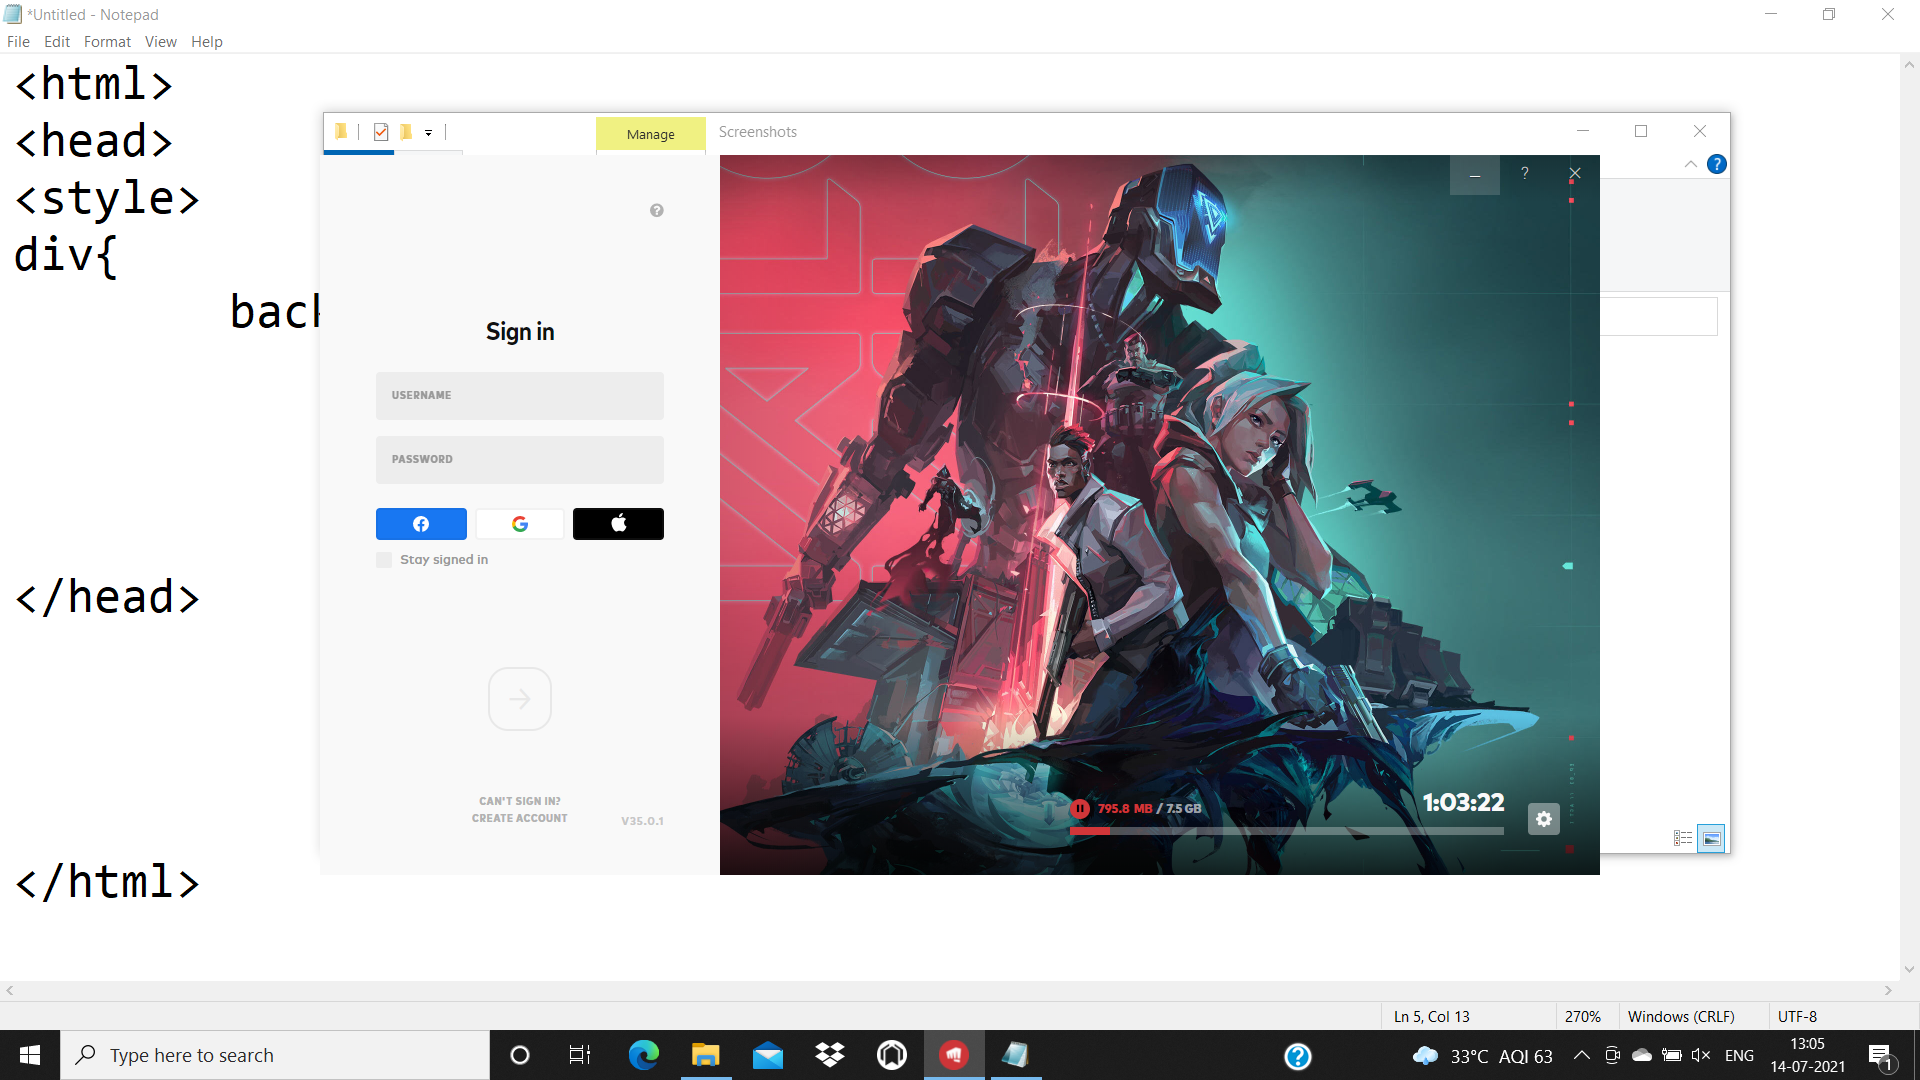 *Untitled - Notepad
File Edit Format View Help
<html>
<head>
<style>
div{
back
</head>
</html>
Manage
Screenshots
Sign in
USERNAME
PASSWORD
Stay signed in
CAN'T SIGN IN?
CREATE ACCOUNT
V35.0.1
?
795.8 MB / 7.5 GB
1:03:22
Ln 5, Col 13
270%
Windows (CRLF)
UTF-8
Type here to search
33°C AQI 63
ENG
13:05
14-07-2021
1